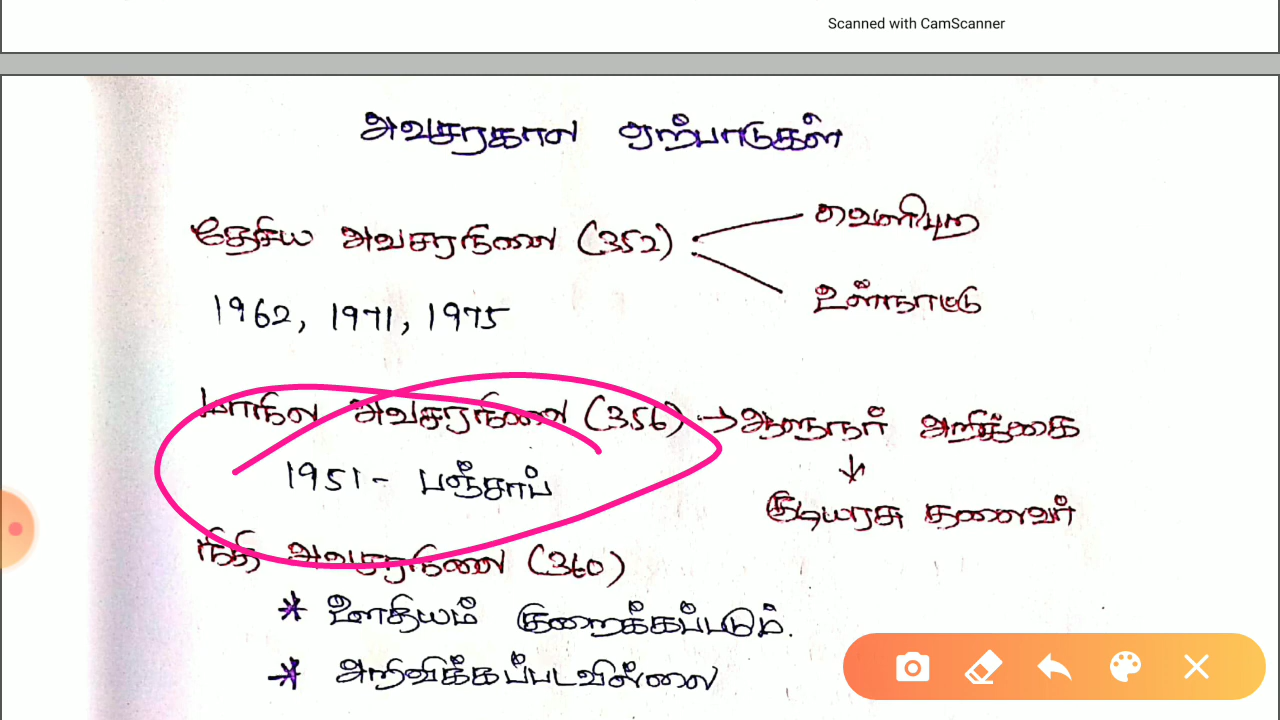 Scanned with CamScanner
அவசரகால ஏற்பாடுகள்
தேசிய அவசரநிலை (352) வெளிப்புற
உள்நாட்டு
1962, 1971, 1975
மாநில அவசரநிலை (356) → ஆளுநர் அறிக்கை
↓
1951 - பஞ்சாப் குடியரசு தலைவர்
நிதி அவசரநிலை (360)
* ஊதியம் குறைக்கப்படும்.
* அறிவிக்கப்படவில்லை